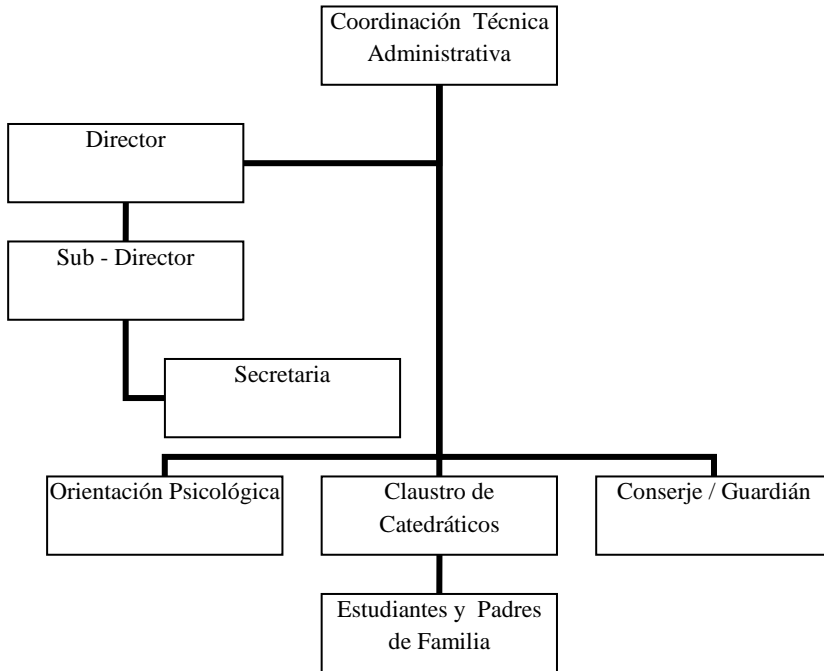 Coordinación Técnica
Administrativa
Director
Sub - Director
Secretaria
Orientación Psicológica
Claustro de
Catedráticos
Conserje / Guardián
Estudiantes y Padres
de Familia